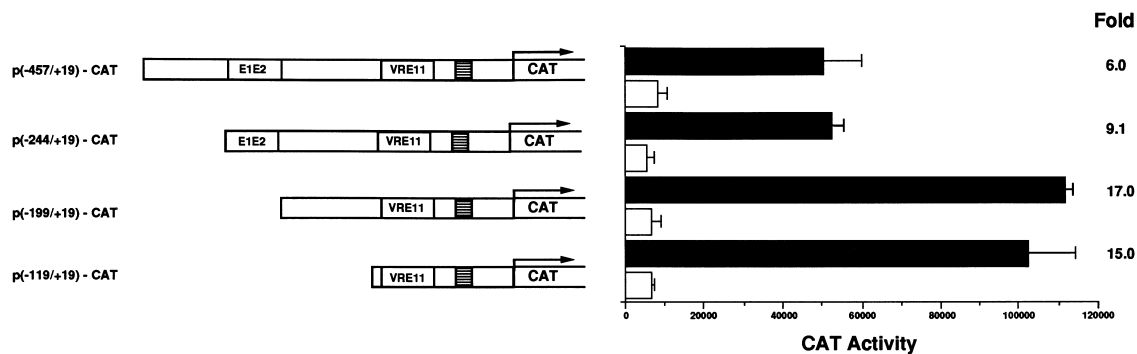 Fold
p(-457/+19) - CAT
E1E2
VRE11
CAT
6.0
p(-244/+19) - CAT
E1E2
VRE11
CAT
9.1
p(-199/+19) - CAT
VRE11
CAT
17.0
p(-119/+19) - CAT
VRE11
CAT
15.0
0 20000 40000 60000 80000 100000 120000
CAT Activity